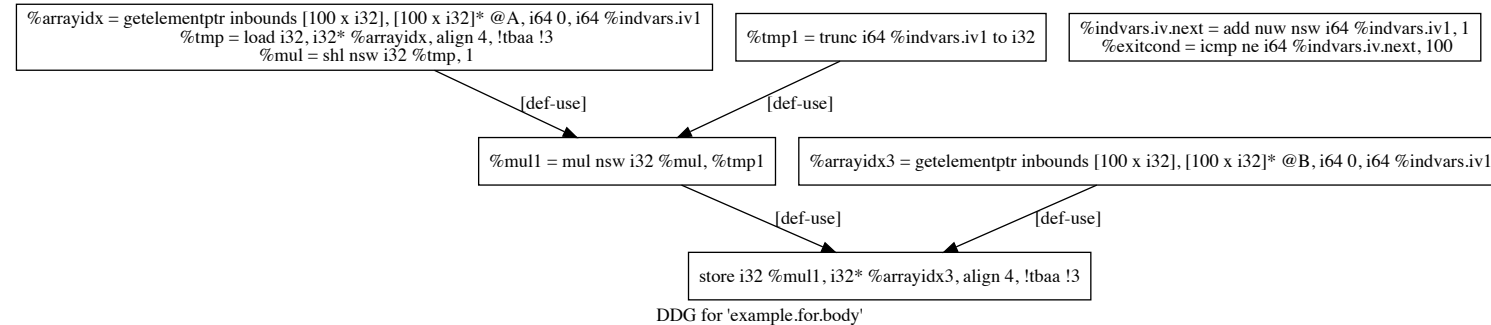 %arrayidx = getelementptr inbounds [100 x i32], [100 x i32]* @A, i64 0, i64 %indvars.iv1
%tmp = load i32, i32* %arrayidx, align 4, !tbaa !3
%mul = shl nsw i32 %tmp, 1
%tmp1 = trunc i64 %indvars.iv1 to i32
%indvars.iv.next = add nuw nsw i64 %indvars.iv1, 1
%exitcond = icmp ne i64 %indvars.iv.next, 100
[def-use]
[def-use]
%mul1 = mul nsw i32 %mul, %tmp1
%arrayidx3 = getelementptr inbounds [100 x i32], [100 x i32]* @B, i64 0, i64 %indvars.iv1
[def-use]
[def-use]
store i32 %mul1, i32* %arrayidx3, align 4, !tbaa !3
DDG for 'example.for.body'